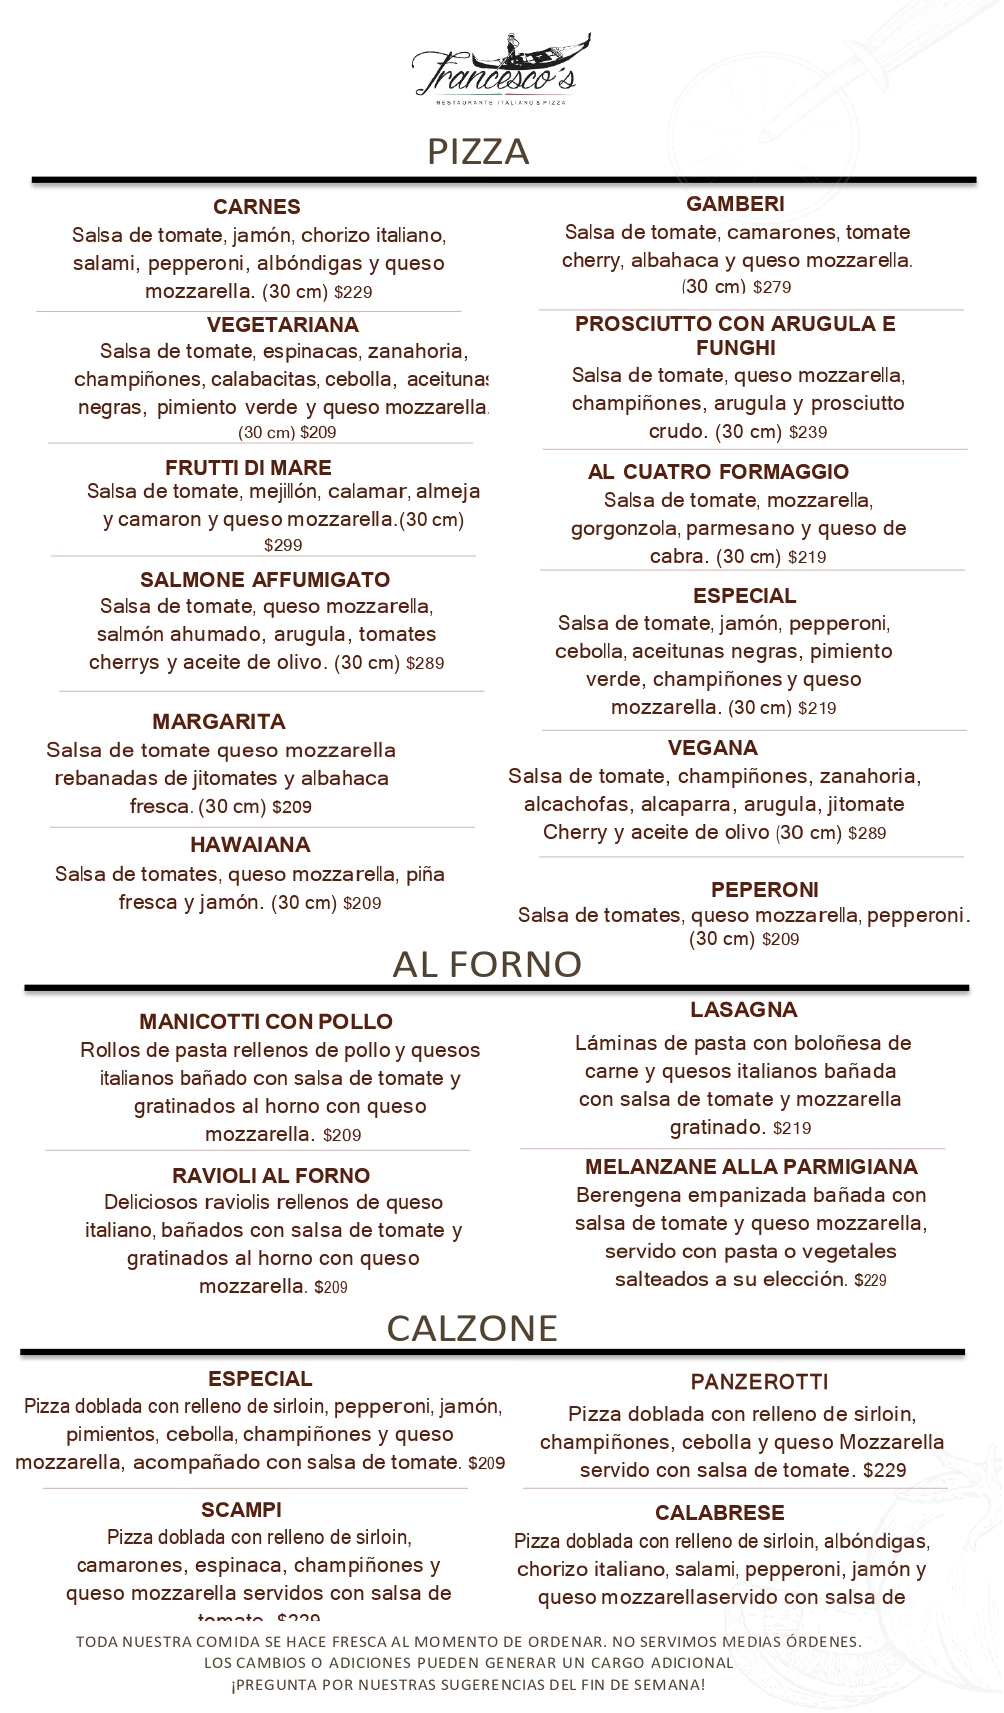 Francesco's
RESTAURANTE ITALIANO & PIZZA
PIZZA
CARNES
Salsa de tomate, jamón, chorizo italiano,
salami, pepperoni, albóndigas y queso
mozzarella. (30 cm) $229
VEGETARIANA
Salsa de tomate, espinacas, zanahoria,
champiñones, calabacitas, cebolla, aceitunas
negras, pimiento verde y queso mozzarella.
(30 cm) $209
FRUTTI DI MARE
Salsa de tomate, mejillón, calamar, almeja
y camaron y queso mozzarella.(30 cm)
$299
SALMONE AFFUMIGATO
Salsa de tomate, queso mozzarella,
salmón ahumado, arugula, tomates
cherrys y aceite de olivo. (30 cm) $289
MARGARITA
Salsa de tomate queso mozzarella
rebanadas de jitomates y albahaca
fresca. (30 cm) $209
HAWAIANA
Salsa de tomates, queso mozzarella, piña
fresca y jamón. (30 cm) $209
GAMBERI
Salsa de tomate, camarones, tomate
cherry, albahaca y queso mozzarella.
(30 cm) $279
PROSCIUTTO CON ARUGULA E
FUNGHI
Salsa de tomate, queso mozzarella,
champiñones, arugula y prosciutto
crudo. (30 cm) $239
AL CUATRO FORMAGGIO
Salsa de tomate, mozzarella,
gorgonzola, parmesano y queso de
cabra. (30 cm) $219
ESPECIAL
Salsa de tomate, jamón, pepperoni,
cebolla, aceitunas negras, pimiento
verde, champiñones y queso
mozzarella. (30 cm) $219
VEGANA
Salsa de tomate, champiñones, zanahoria,
alcachofas, alcaparra, arugula, jitomate
Cherry y aceite de olivo (30 cm) $289
PEPERONI
Salsa de tomates, queso mozzarella, pepperoni.
(30 cm) $209
AL FORNO
MANICOTTI CON POLLO
Rollos de pasta rellenos de pollo y quesos
italianos bañado con salsa de tomate y
gratinados al horno con queso
mozzarella. $209
RAVIOLI AL FORNO
Deliciosos raviolis rellenos de queso
italiano, bañados con salsa de tomate y
gratinados al horno con queso
mozzarella. $209
LASAGNA
Láminas de pasta con boloñesa de
carne y quesos italianos bañada
con salsa de tomate y mozzarella
gratinado. $219
MELANZANE ALLA PARMIGIANA
Berengena empanizada bañada con
salsa de tomate y queso mozzarella,
servido con pasta o vegetales
salteados a su elección. $229
CALZONE
ESPECIAL
Pizza doblada con relleno de sirloin, pepperoni, jamón,
pimientos, cebolla, champiñones y queso
mozzarella, acompañado con salsa de tomate. $209
SCAMPI
Pizza doblada con relleno de sirloin,
camarones, espinaca, champiñones y
queso mozzarella servidos con salsa de
tomate. $229
PANZEROTTI
Pizza doblada con relleno de sirloin,
champiñones, cebolla y queso Mozzarella
servido con salsa de tomate. $229
CALABRESE
Pizza doblada con relleno de sirloin, albóndigas,
chorizo italiano, salami, pepperoni, jamón y
queso mozzarellaservido con salsa de
TODA NUESTRA COMIDA SE HACE FRESCA AL MOMENTO DE ORDENAR. NO SERVIMOS MEDIAS ÓRDENES.
LOS CAMBIOS O ADICIONES PUEDEN GENERAR UN CARGO ADICIONAL
¡PREGUNTA POR NUESTRAS SUGERENCIAS DEL FIN DE SEMANA!